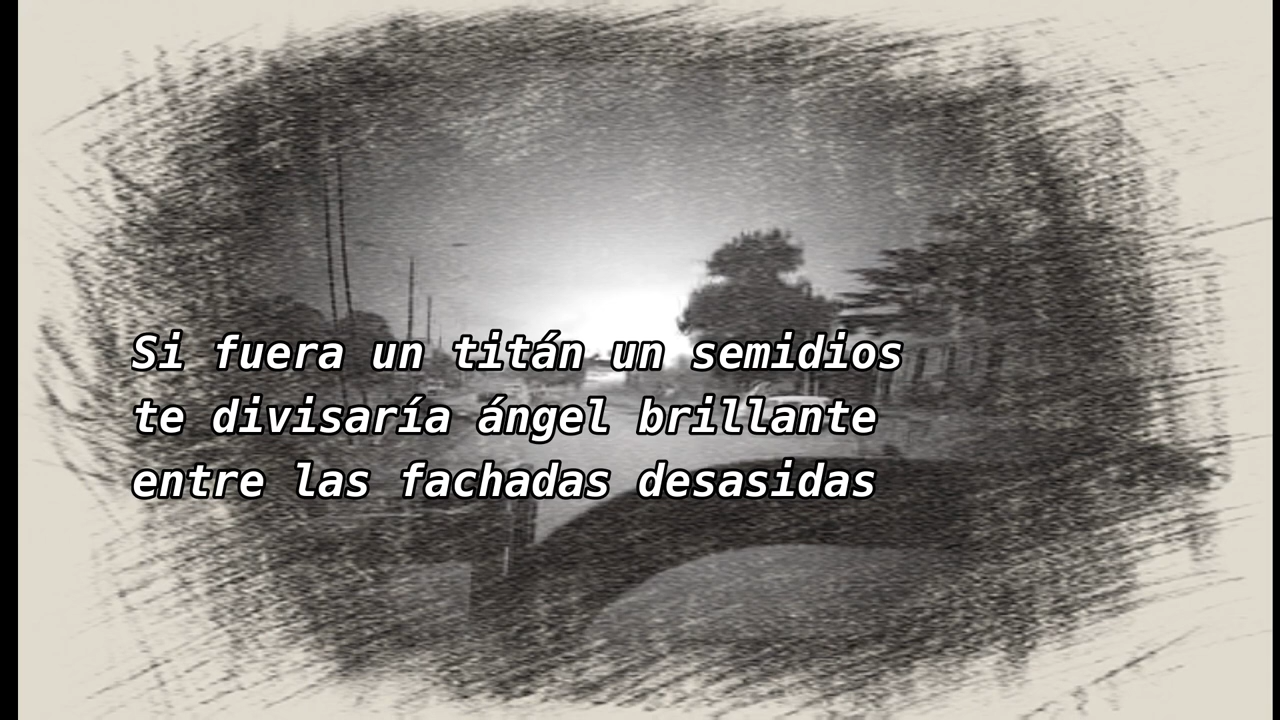 Si fuera un titán un semidios
te divisaría ángel brillante
entre las fachadas desasidas